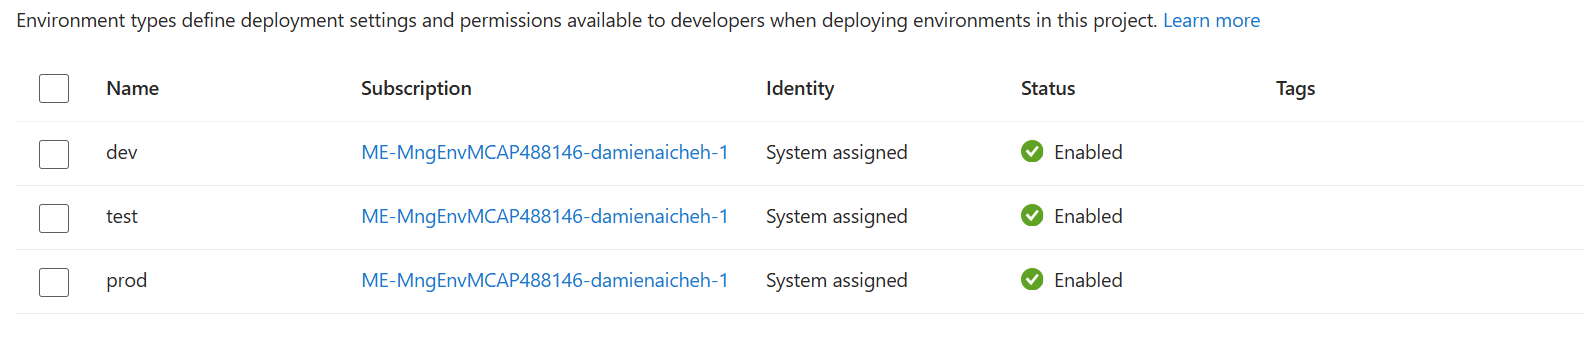 Environment types define deployment settings and permissions available to developers when deploying environments in this project. Learn more
Name Subscription Identity Status Tags
dev ME-MngEnvMCAP488146-damienaicheh-1 System assigned Enabled
test ME-MngEnvMCAP488146-damienaicheh-1 System assigned Enabled
prod ME-MngEnvMCAP488146-damienaicheh-1 System assigned Enabled